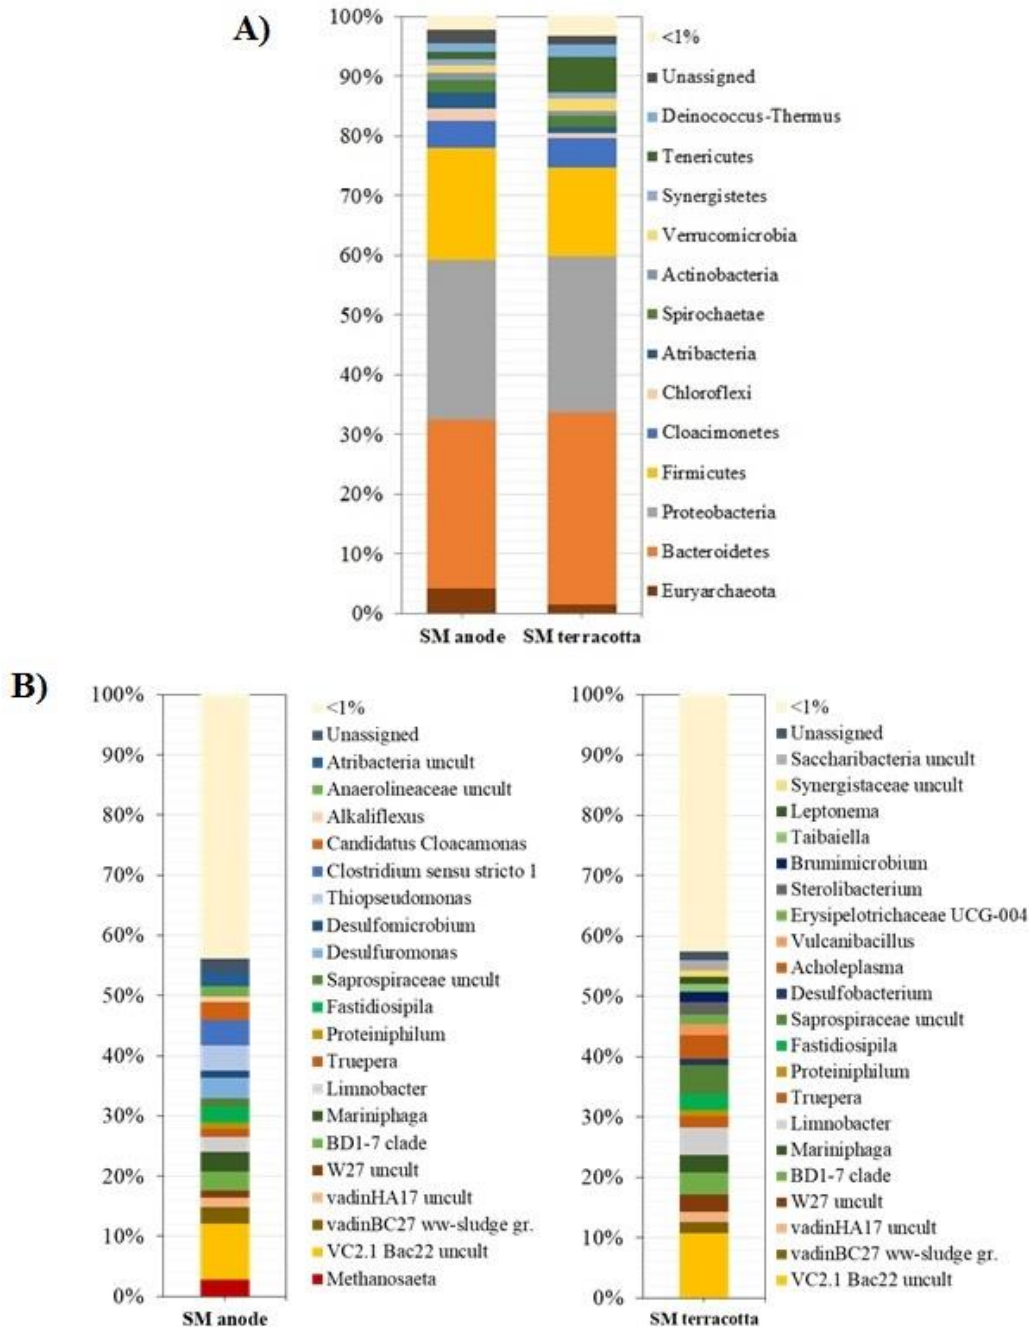 A)
100%
90%
80%
70%
60%
50%
40%
30%
20%
10%
0%
SM anode SM terracotta
<1%
Unassigned
Deinococcus-Thermus
Tenericutes
Synergistetes
Verrucomicrobia
Actinobacteria
Spirochaetae
Atribacteria
Chloroflexi
Cloacimonetes
Firmicutes
Proteobacteria
Bacteroidetes
Euryarchaeota
B)
100%
90%
80%
70%
60%
50%
40%
30%
20%
10%
0%
SM anode
<1%
Unassigned
Atribacteria uncult
Anaerolineaceae uncult
Alkaliflexus
Candidatus Cloacamonas
Clostridium sensu stricto 1
Thiopseudomonas
Desulfomicrobium
Desulfuromonas
Saprospiraceae uncult
Fastidiosipila
Proteiniphilum
Truepera
Limnobacter
Mariniphaga
BD1-7 clade
W27 uncult
vadinHA17 uncult
vadinBC27 ww-sludge gr.
VC2.1 Bac22 uncult
Methanosaeta
100%
90%
80%
70%
60%
50%
40%
30%
20%
10%
0%
SM terracotta
<1%
Unassigned
Saccharibacteria uncult
Synergistaceae uncult
Leptonema
Taibaiella
Brumimicrobium
Sterolibacterium
Erysipelotrichaceae UCG-004
Vulcanibacillus
Acholeplasma
Desulfobacterium
Saprospiraceae uncult
Fastidiosipila
Proteiniphilum
Truepera
Limnobacter
Mariniphaga
BD1-7 clade
W27 uncult
vadinHA17 uncult
vadinBC27 ww-sludge gr.
VC2.1 Bac22 uncult